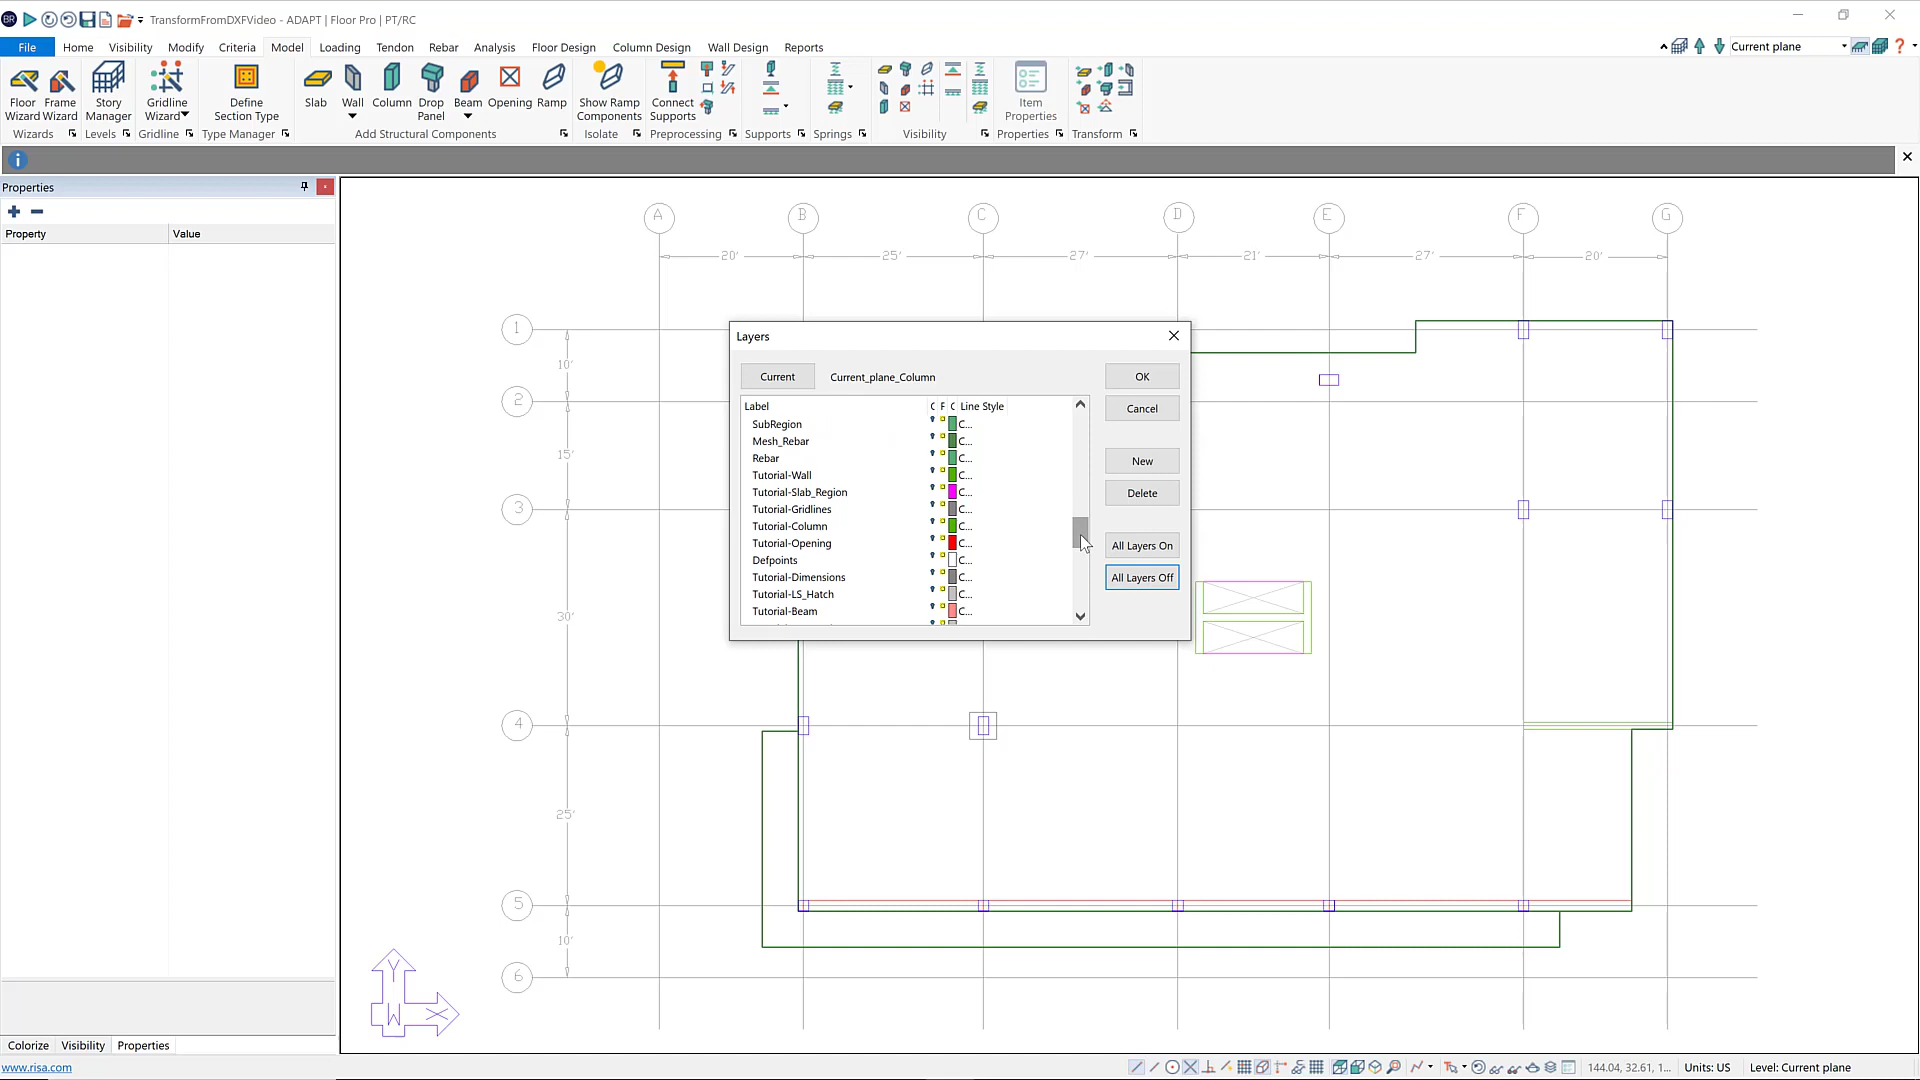 TransformFromDXFVideo - ADAPT | Floor Pro | PT/RC
File Home Visibility Modify Criteria Model Loading Tendon Rebar Analysis Floor Design Column Design Wall Design Reports
Current plane
Floor Wizard
Frame Wizard
Story Manager
Gridline Wizard
Define Section Type
Slab
Wall
Column
Drop Panel
Beam
Opening
Ramp
Show Ramp Components
Connect Supports
Item Properties
Wizards Levels Gridline Type Manager Add Structural Components Isolate Preprocessing Supports Springs Visibility Properties Transform
Properties
Property Value
A B C D E F G
20' 25' 27' 21' 27' 20'
1
10'
2
15'
3
30'
4
25'
5
10'
6
Layers
Current Current_plane_Column
OK
Cancel
New
Delete
All Layers On
All Layers Off
Label C F C Line Style
SubRegion C...
Mesh_Rebar C...
Rebar C...
Tutorial-Wall C...
Tutorial-Slab_Region C...
Tutorial-Gridlines C...
Tutorial-Column C...
Tutorial-Opening C...
Defpoints C...
Tutorial-Dimensions C...
Tutorial-LS_Hatch C...
Tutorial-Beam C...
Y
W X
Colorize Visibility Properties
www.risa.com
144.04, 32.61, 1... Units: US Level: Current plane